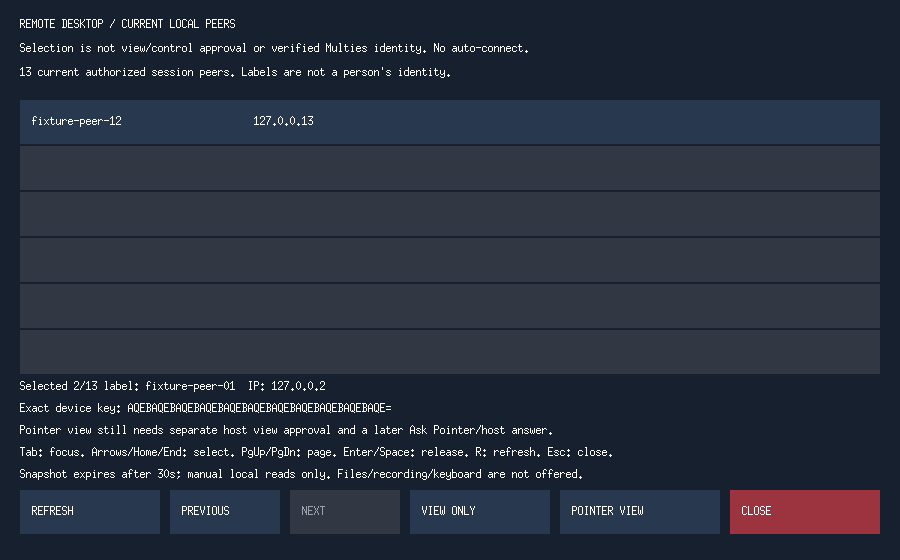 REMOTE DESKTOP / CURRENT LOCAL PEERS
Selection is not view/control approval or verified Multies identity. No auto-connect.
13 current authorized session peers. Labels are not a person's identity.
fixture-peer-12 127.0.0.13
Selected 2/13 label: fixture-peer-01 IP: 127.0.0.2
Exact device key: AQEBAQEBAQEBAQEBAQEBAQEBAQEBAQEBAQEBAQEBAQE=
Pointer view still needs separate host view approval and a later Ask Pointer/host answer.
Tab: focus. Arrows/Home/End: select. PgUp/PgDn: page. Enter/Space: release. R: refresh. Esc: close.
Snapshot expires after 30s; manual local reads only. Files/recording/keyboard are not offered.
REFRESH PREVIOUS NEXT VIEW ONLY POINTER VIEW CLOSE